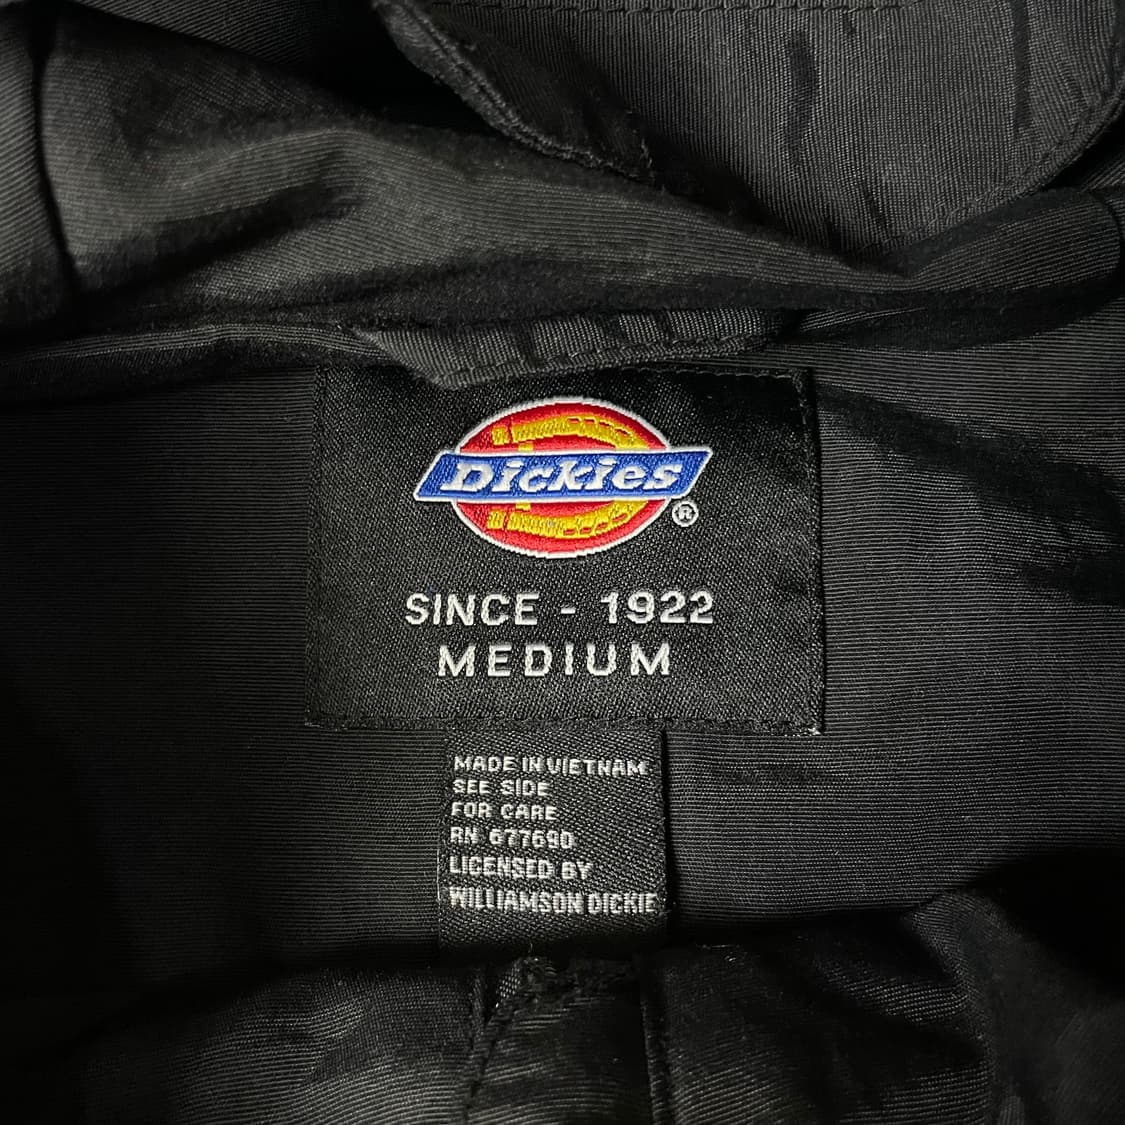 Dickies
®
SINCE - 1922
MEDIUM
MADE IN VIETNAM
SEE SIDE
FOR CARE
RN 677690
LICENSED BY
WILLIAMSON DICKIE